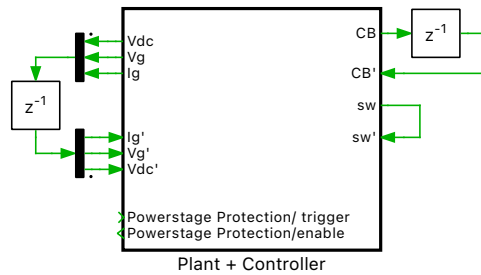 Vdc
Vg
Ig
z-1
Ig'
Vg'
Vdc'
CB
z-1
CB'
sw
sw'
Powerstage Protection/ trigger
Powerstage Protection/enable
Plant + Controller